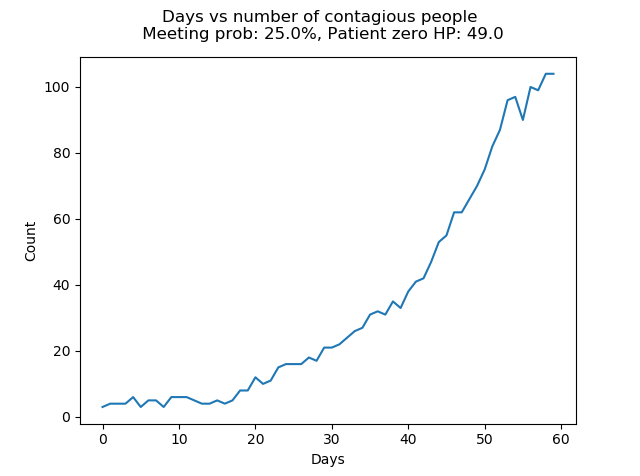 Days vs number of contagious people
Meeting prob: 25.0%, Patient zero HP: 49.0
100
80
60
40
20
0
Count
0 10 20 30 40 50 60
Days